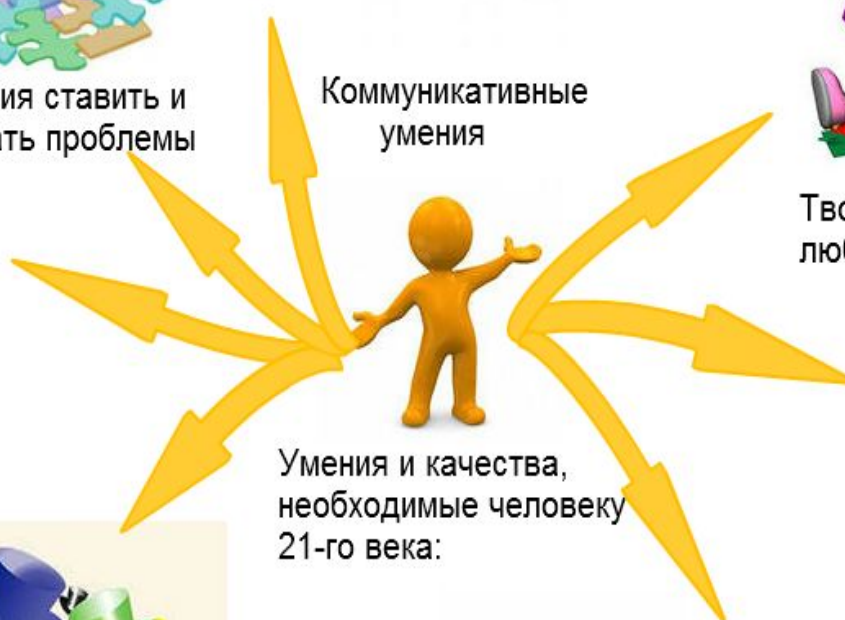 ия ставить и
ать проблемы
Коммуникативные
умения
Тво
люб
Умения и качества,
необходимые человеку
21-го века: